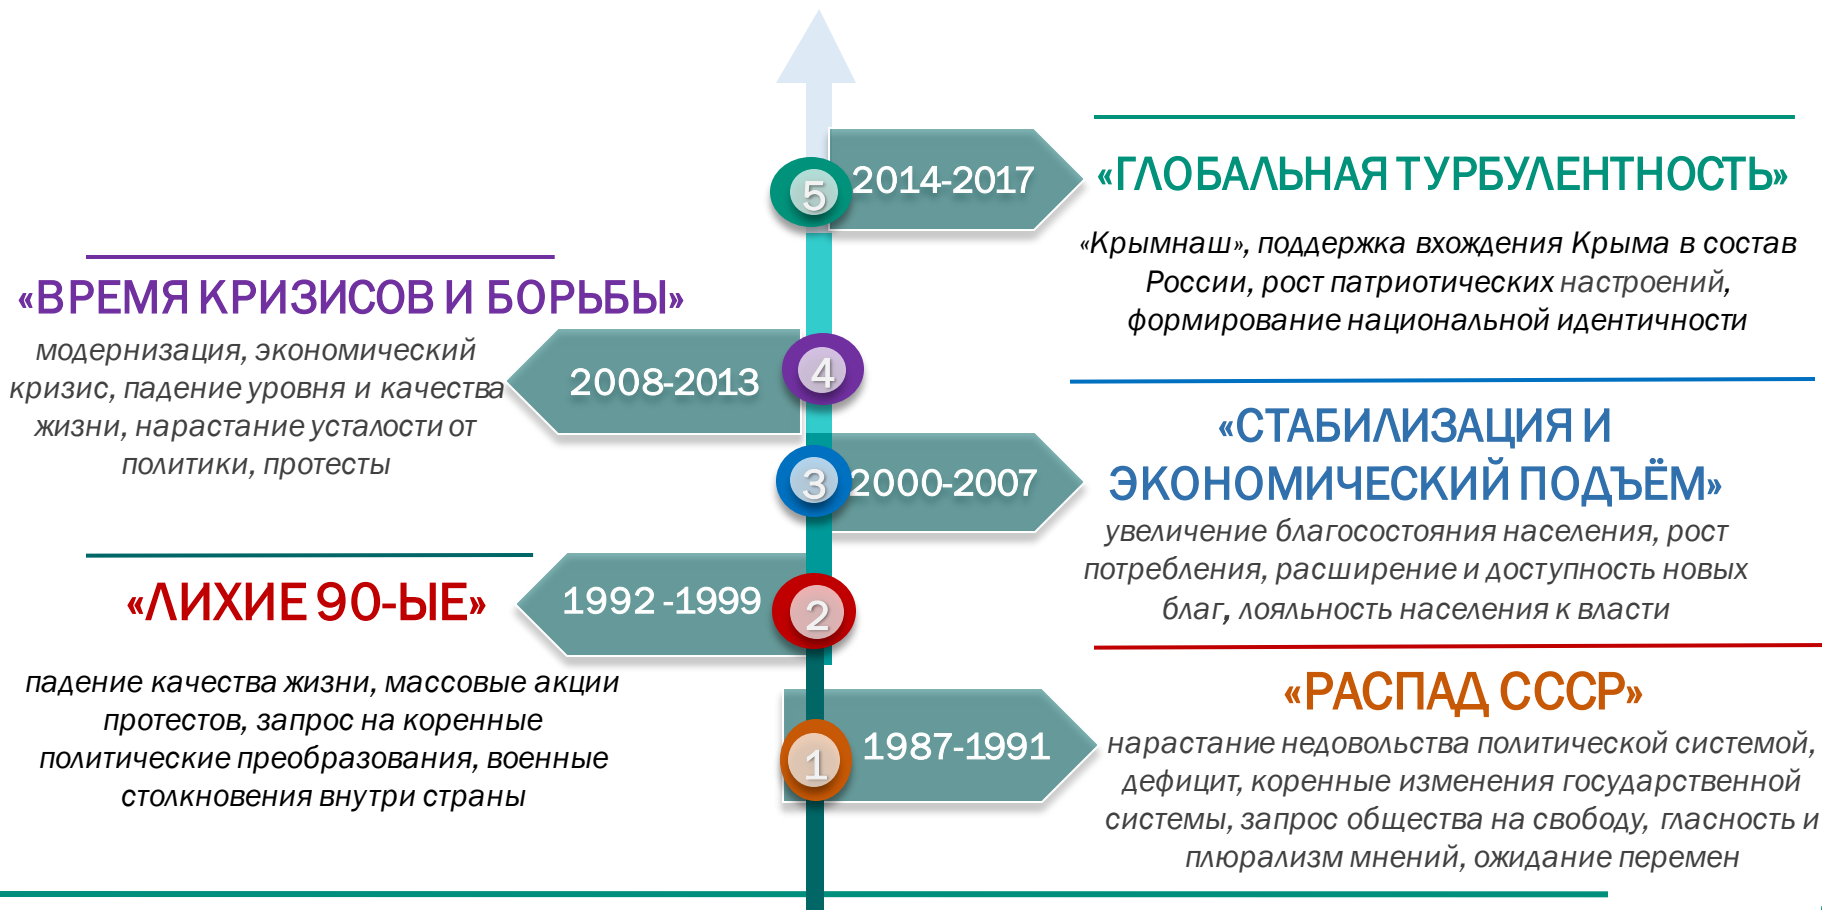 5
2014-2017
«ГЛОБАЛЬНАЯ ТУРБУЛЕНТНОСТЬ»
«Крымнаш», поддержка вхождения Крыма в состав
России, рост патриотических настроений,
формирование национальной идентичности
«ВРЕМЯ КРИЗИСОВ И БОРЬБЫ»
модернизация, экономический
кризис, падение уровня и качества
жизни, нарастание усталости от
политики, протесты
2008-2013
4
3
2000-2007
«СТАБИЛИЗАЦИЯ И
ЭКОНОМИЧЕСКИЙ ПОДЪЁМ»
увеличение благосостояния населения, рост
потребления, расширение и доступность новых
благ, лояльность населения к власти
«ЛИХИЕ 90-ЫЕ»
1992 -1999
2
падение качества жизни, массовые акции
протестов, запрос на коренные
политические преобразования, военные
столкновения внутри страны
1
1987-1991
«РАСПАД СССР»
нарастание недовольства политической системой,
дефицит, коренные изменения государственной
системы, запрос общества на свободу, гласность и
плюрализм мнений, ожидание перемен